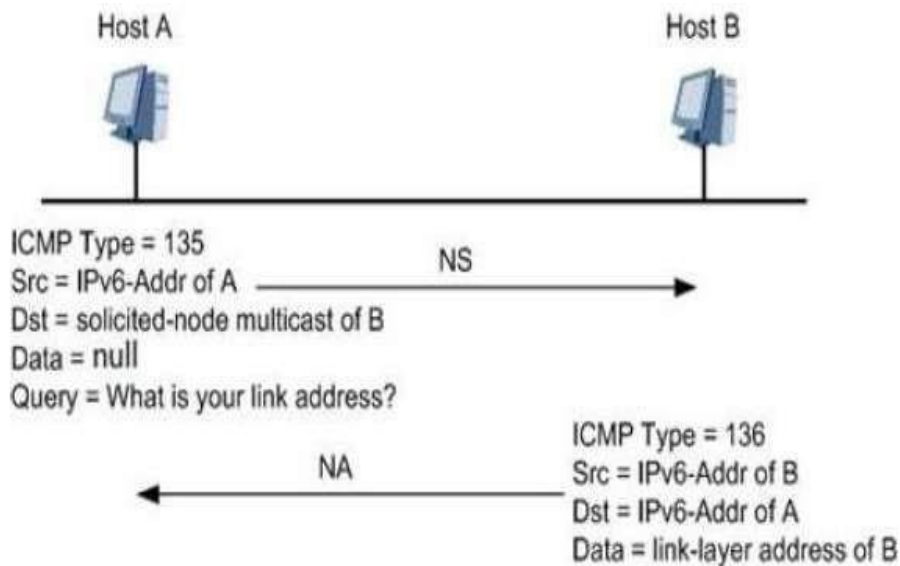 Host A
Host B
ICMP Type = 135
Src = IPv6-Addr of A
NS
Dst = solicited-node multicast of B
Data = null
Query = What is your link address?
ICMP Type = 136
NA
Src = IPv6-Addr of B
Dst = IPv6-Addr of A
Data = link-layer address of B